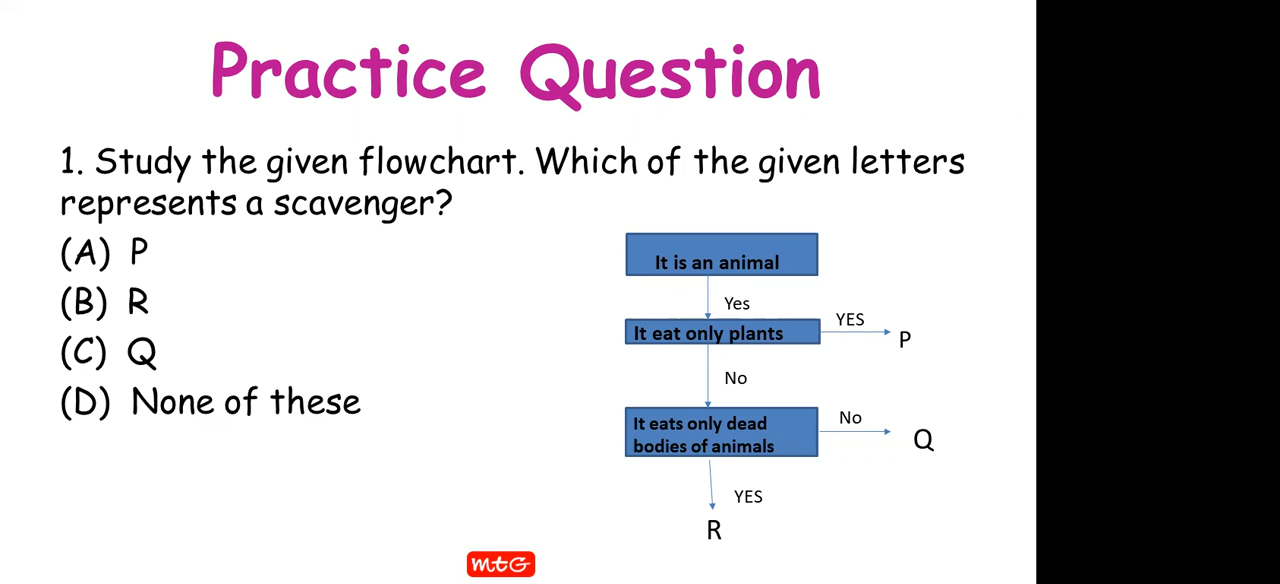 Practice Question
1. Study the given flowchart. Which of the given letters
represents a scavenger?
(A) P
(B) R
(C) Q
(D) None of these
It is an animal
Yes
It eat only plants
YES
P
No
It eats only dead
bodies of animals
No
Q
YES
R
mtG